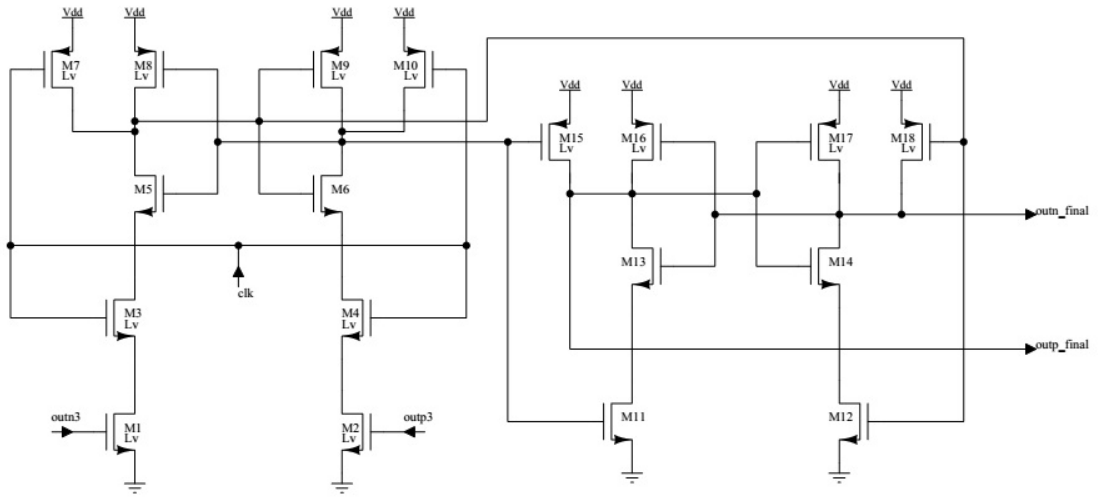 Vdd
Vdd
Vdd
Vdd
M7
Lv
M8
Lv
M9
Lv
M10
Lv
Vdd
Vdd
Vdd
Vdd
M15
Lv
M16
Lv
M17
Lv
M18
Lv
M5
M6
outn_final
M13
M14
clk
M3
Lv
M4
Lv
outp_final
outn3
M1
Lv
M2
Lv
outp3
M11
M12